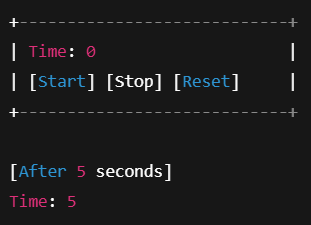 +----------------------------+
| Time: 0                    |
| [Start] [Stop] [Reset]     |
+----------------------------+
[After 5 seconds]
Time: 5